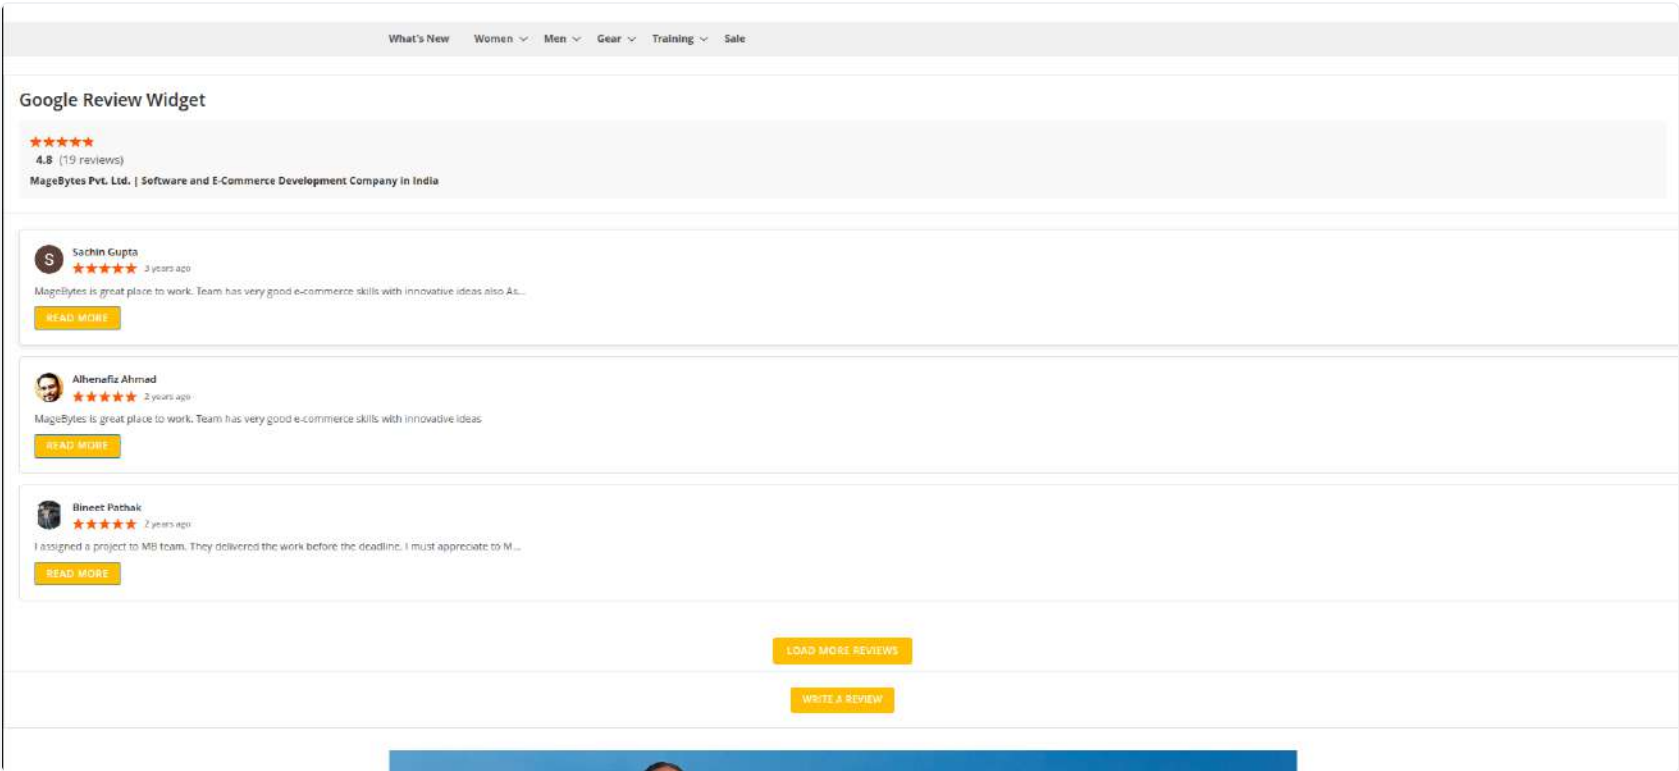 What's New Women Men Gear Training Sale
Google Review Widget
4.8 (19 reviews)
MageBytes Pvt. Ltd. | Software and E-Commerce Development Company in India
S
Sachin Gupta
3 years ago
MageBytes is great place to work. Team has very good e-commerce skills with innovative ideas also As...
READ MORE
Alhenafiz Ahmad
2 years ago
MageBytes is great place to work. Team has very good e-commerce skills with innovative ideas
READ MORE
Bineet Pathak
2 years ago
I assigned a project to MB team. They delivered the work before the deadline. I must appreciate to M...
READ MORE
LOAD MORE REVIEWS
WRITE A REVIEW